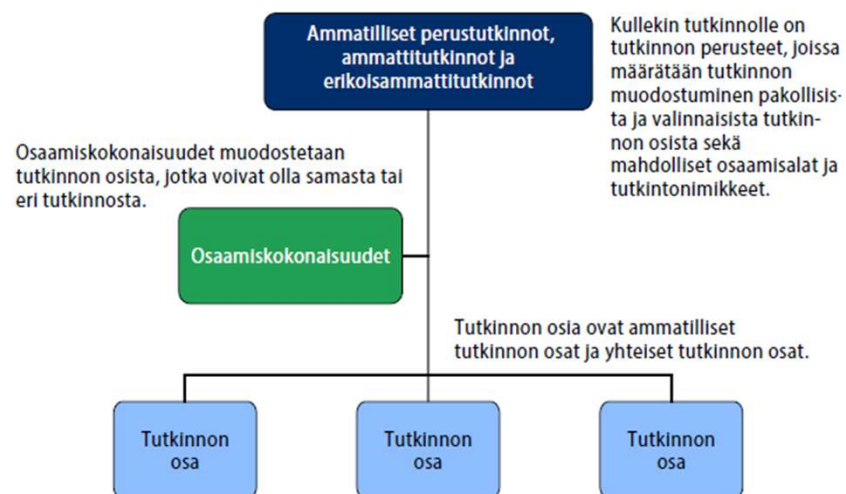 Ammatilliset perustutkinnot,
ammattitutkinnot ja
erikoisammattitutkinnot
Kullekin tutkinnolle on
tutkinnon perusteet, joissa
määrätään tutkinnon
muodostuminen pakollisis-
ta ja valinnaisista tutkin-
non osista sekä
mahdolliset osaamisalat ja
tutkintonimikkeet.
Osaamiskokonaisuudet muodostetaan
tutkinnon osista, jotka voivat olla samasta tai
eri tutkinnosta.
Osaamiskokonaisuudet
Tutkinnon osia ovat ammatilliset
tutkinnon osat ja yhteiset tutkinnon osat.
Tutkinnon
osa
Tutkinnon
osa
Tutkinnon
osa